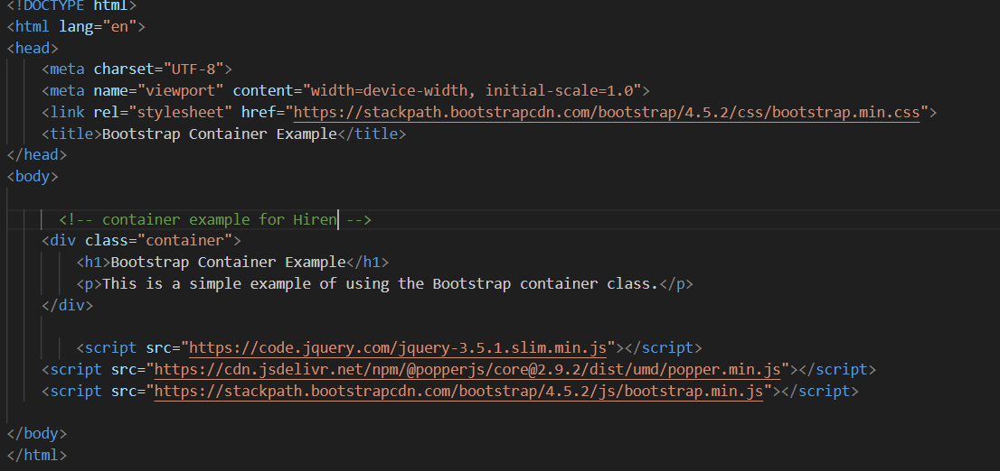 <!DOCTYPE html>
<html lang="en">
<head>
    <meta charset="UTF-8">
    <meta name="viewport" content="width=device-width, initial-scale=1.0">
    <link rel="stylesheet" href="https://stackpath.bootstrapcdn.com/bootstrap/4.5.2/css/bootstrap.min.css">
    <title>Bootstrap Container Example</title>
</head>
<body>
      <!-- container example for Hiren -->
    <div class="container">
        <h1>Bootstrap Container Example</h1>
        <p>This is a simple example of using the Bootstrap container class.</p>
    </div>
        <script src="https://code.jquery.com/jquery-3.5.1.slim.min.js"></script>
    <script src="https://cdn.jsdelivr.net/npm/@popperjs/core@2.9.2/dist/umd/popper.min.js"></script>
    <script src="https://stackpath.bootstrapcdn.com/bootstrap/4.5.2/js/bootstrap.min.js"></script>
</body>
</html>